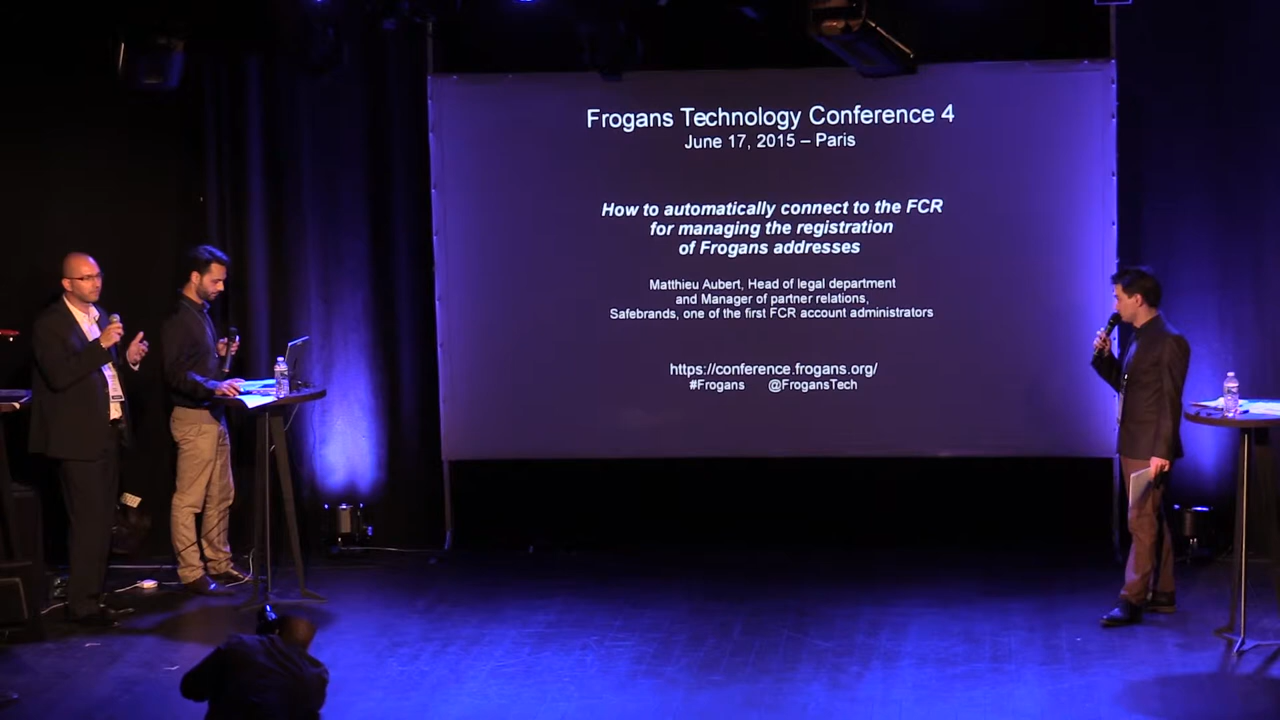 Frogans Technology Conference 4
June 17, 2015 – Paris
How to automatically connect to the FCR
for managing the registration
of Frogans addresses
Matthieu Aubert, Head of legal department
and Manager of partner relations,
Safebrands, one of the first FCR account administrators
https://conference.frogans.org/
#Frogans @FrogansTech